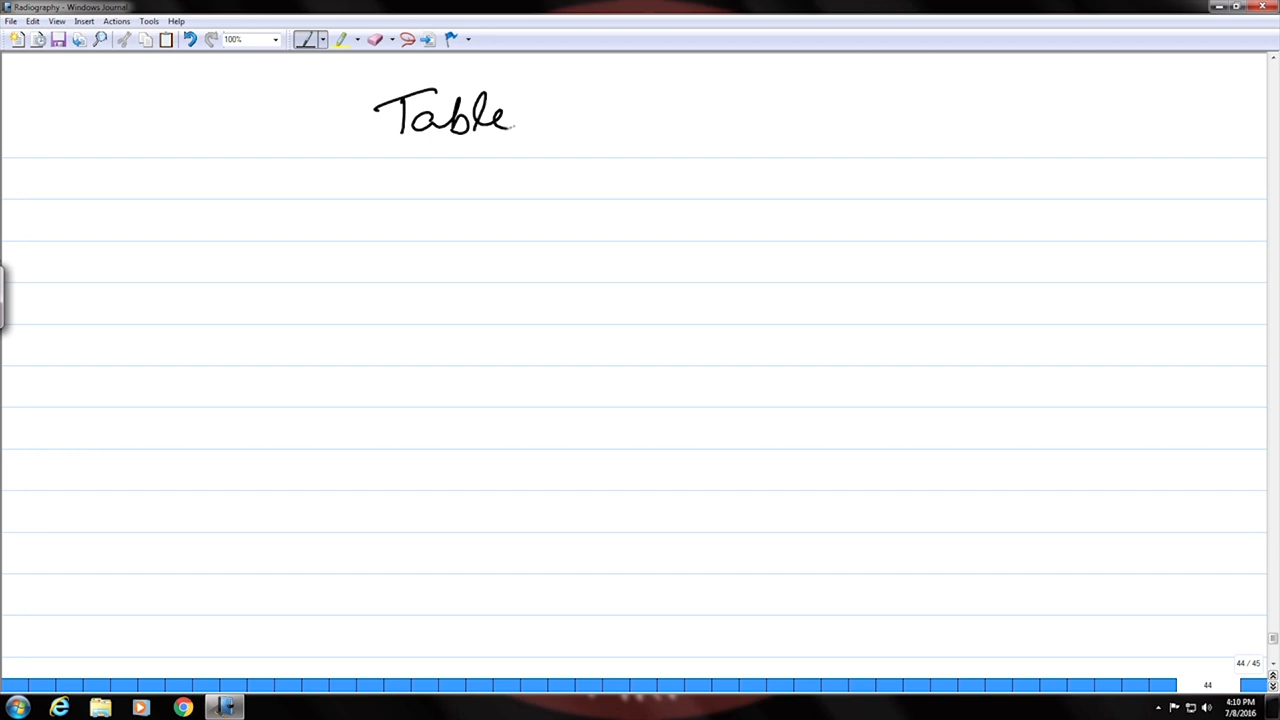 Radiography - Windows Journal
File Edit View Insert Actions Tools Help
100%
Table
44 / 45
44
4:10 PM
7/8/2016